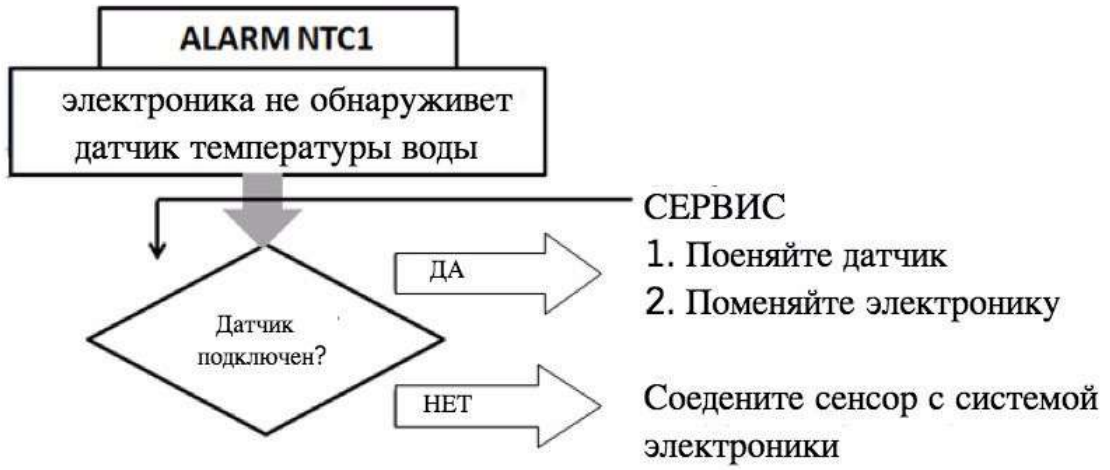 ALARM NTC1
электроника не обнаруживет
датчик температуры воды
СЕРВИС
1. Поеняйте датчик
2. Поменяйте электронику
ДА
Датчик
подключен?
НЕТ
Соедените сенсор с системой
электроники